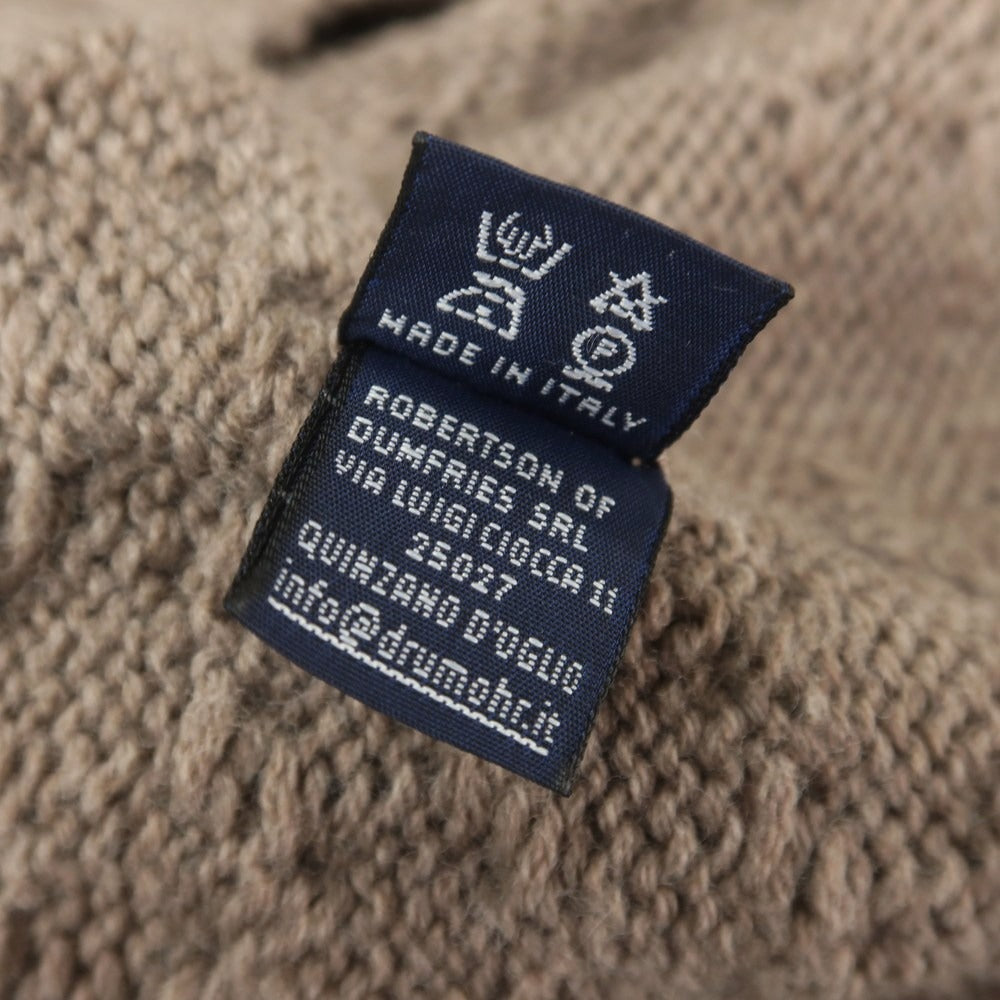 P
MADE IN ITALY
ROBERTSON OF
DUMFRIES SRL
VIA LUIGI CIOCCA 11
25027
QUINZANO D'OGLIO
info@drumohr.it